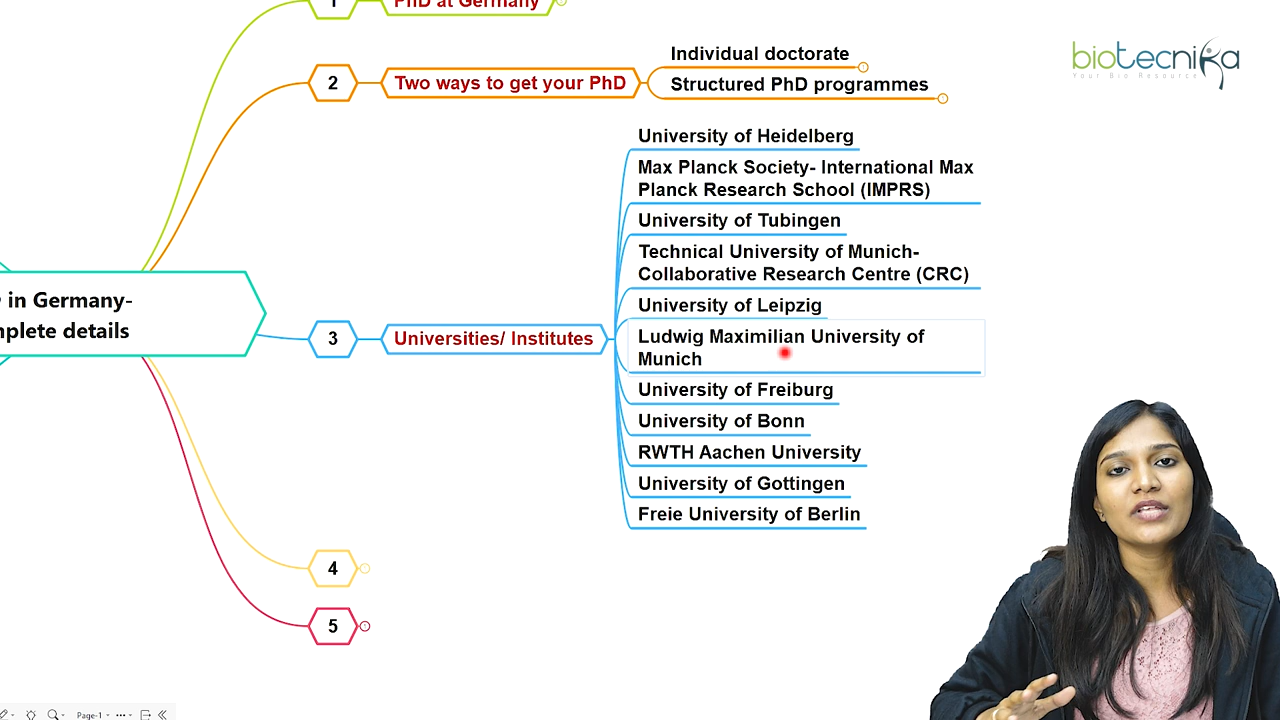 1
PhD at Germany
biotecnika
Your Bio Resource
2
Two ways to get your PhD
Individual doctorate
Structured PhD programmes
in Germany-
mplete details
3
Universities/ Institutes
University of Heidelberg
Max Planck Society- International Max
Planck Research School (IMPRS)
University of Tubingen
Technical University of Munich-
Collaborative Research Centre (CRC)
University of Leipzig
Ludwig Maximilian University of
Munich
University of Freiburg
University of Bonn
RWTH Aachen University
University of Gottingen
Freie University of Berlin
4
5
Page-1